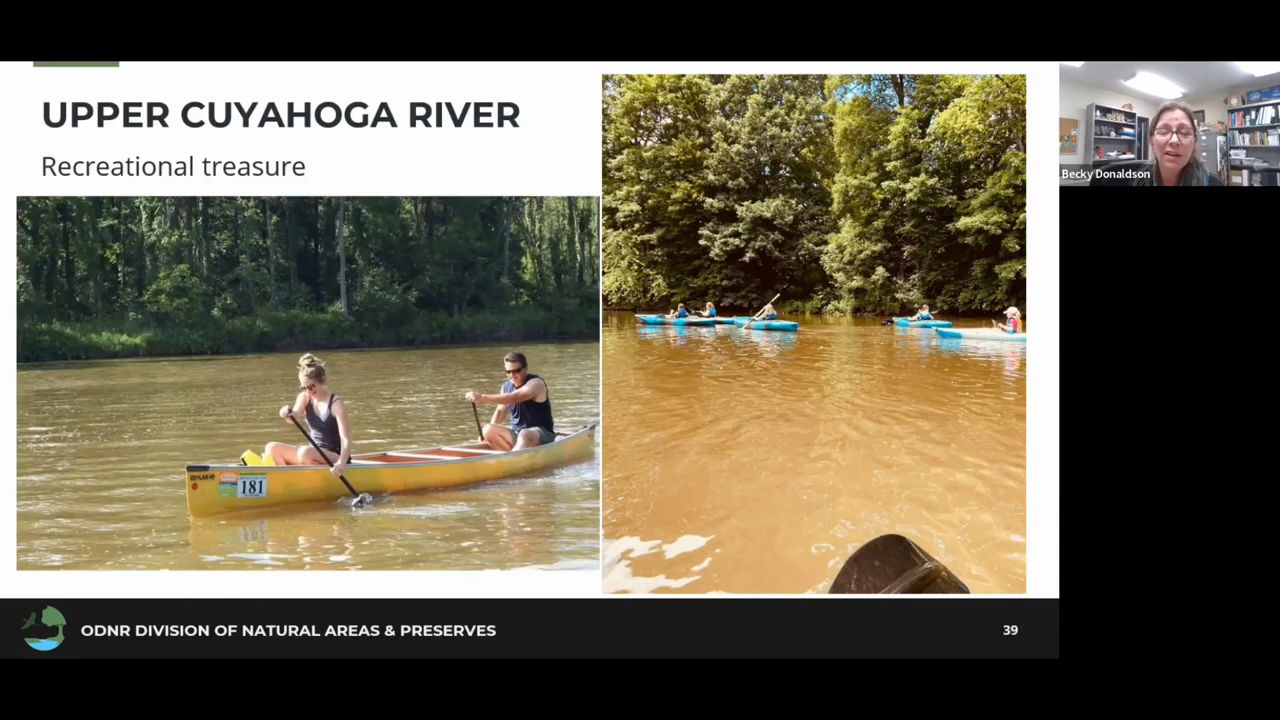 UPPER CUYAHOGA RIVER
Recreational treasure
Becky Donaldson
181
ODNR DIVISION OF NATURAL AREAS & PRESERVES
39